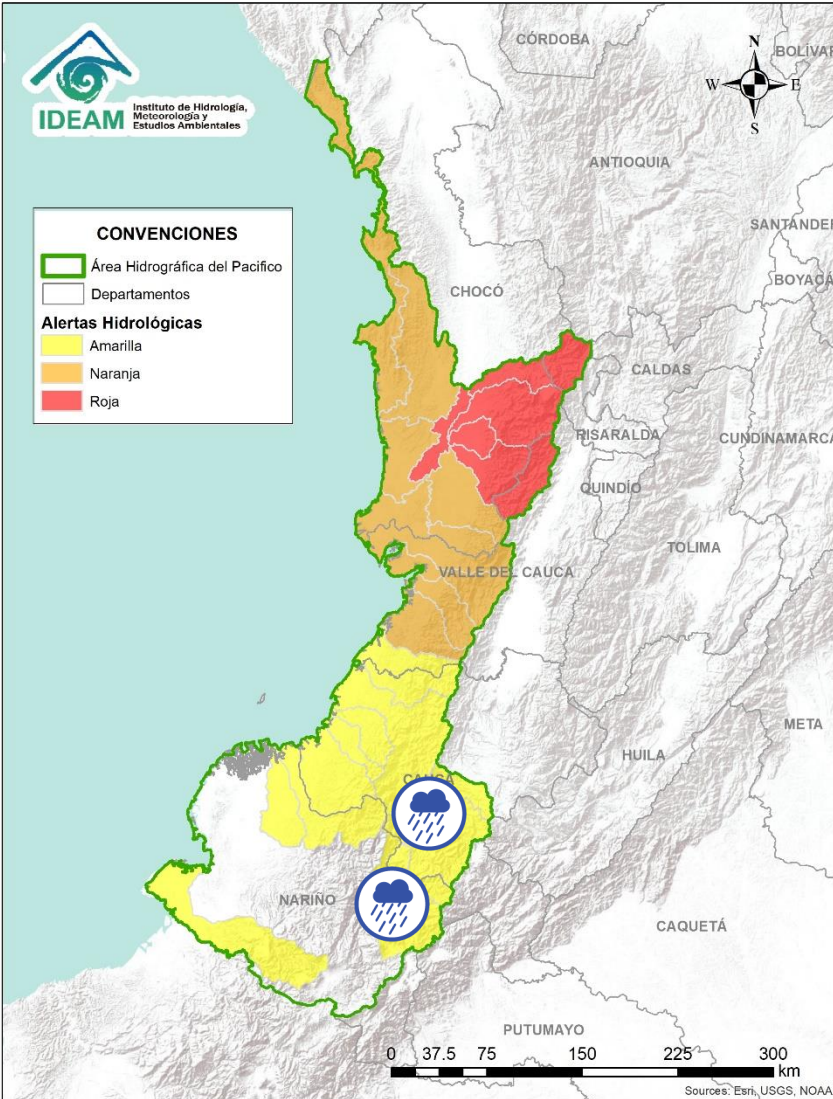 IDEAM
Instituto de Hidrología,
Meteorología y
Estudios Ambientales
CÓRDOBA
BOLÍVAR
N
W
E
S
ANTIOQUIA
SANTANDER
BOYACÁ
CONVENCIONES
Área Hidrográfica del Pacifico
Departamentos
Alertas Hidrológicas
Amarilla
Naranja
Roja
CHOCÓ
CALDAS
RISARALDA
CUNDINAMARCA
QUINDÍO
TOLIMA
VALLE DEL CAUCA
META
HUILA
CAUCA
NARIÑO
CAQUETÁ
PUTUMAYO
0 37.5 75 150 225 300
km
Sources: Esri, USGS, NOAA